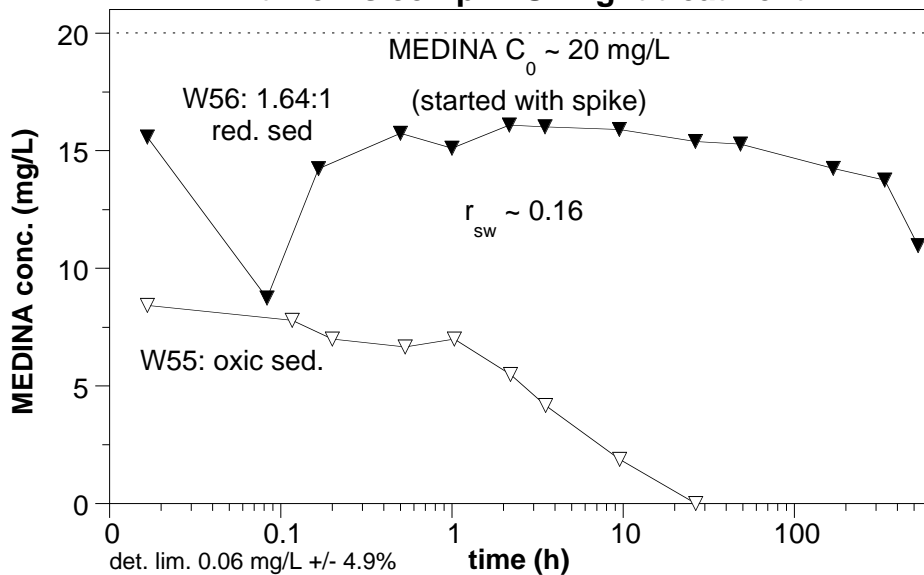 20
MEDINA C0 ~ 20 mg/L
(started with spike)
W56: 1.64:1
red. sed
15
rsw ~ 0.16
10
W55: oxic sed.
5
0
MEDINA conc. (mg/L)
0 0.1 1 10 100
det. lim. 0.06 mg/L +/- 4.9%
time (h)